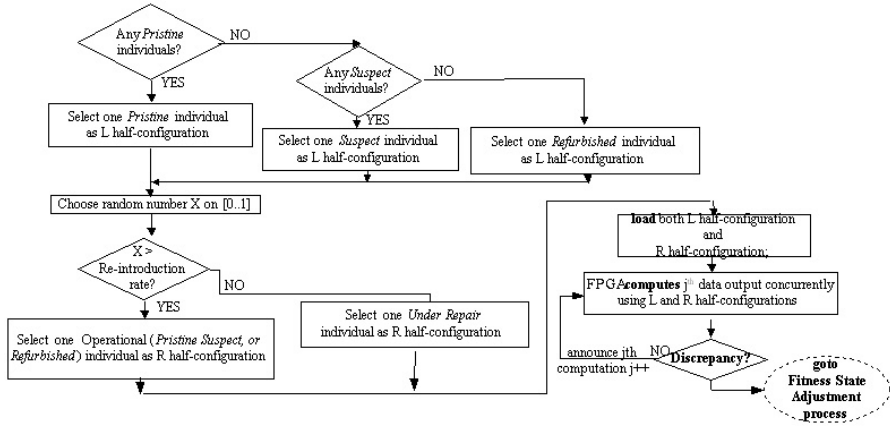 Any Pristine
individuals?
NO
YES
Any Suspect
individuals?
NO
YES
Select one Pristine individual
as L half-configuration
Select one Suspect individual
as L half-configuration
Select one Refurbished individual
as L half-configuration
Choose random number X on [0..1]
X >
Re-introduction
rate?
NO
YES
Select one Operational (Pristine Suspect, or
Refurbished) individual as R half-configuration
Select one Under Repair
individual as R half-configuration
load both L half-configuration
and
R half-configuration;
FPGA computes jth data output concurrently
using L and R half-configurations
announce jth
computation j++
NO
Discrepancy?
goto
Fitness State
Adjustment
process